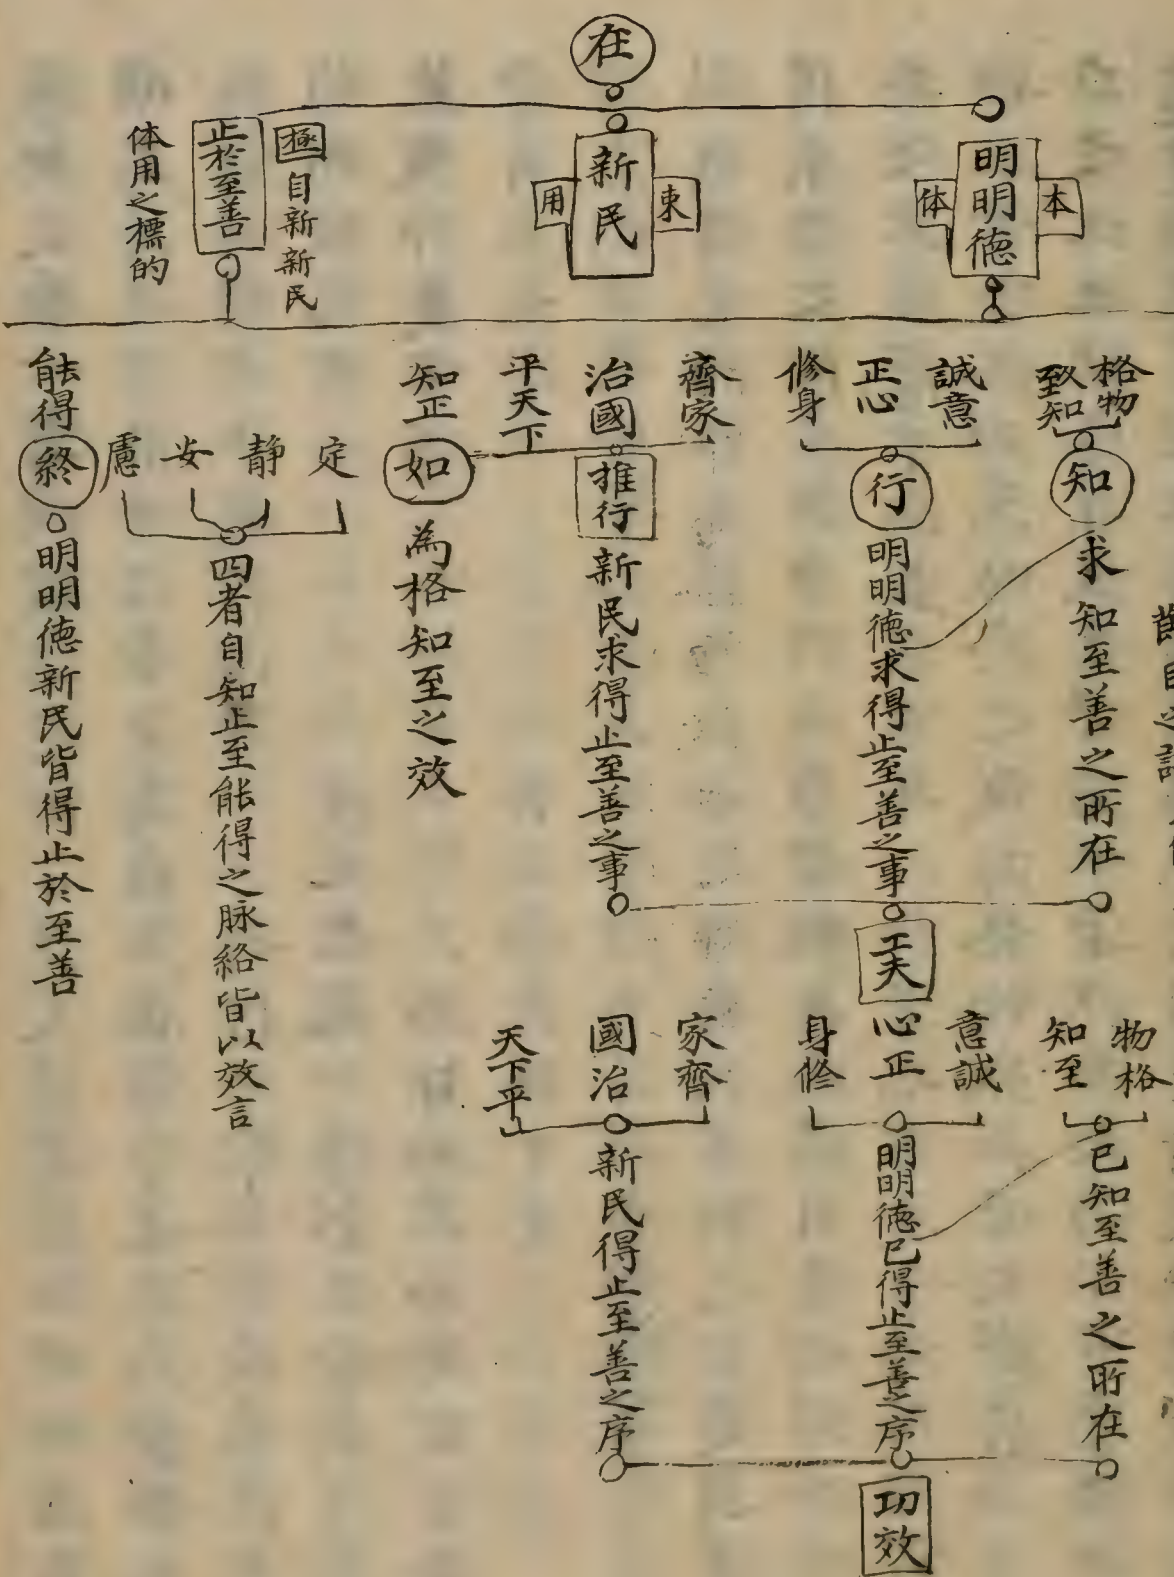 在
明明德
本
体
新民
東
用
止於至善
極 自新新民
体用之標的
格物
致知
知
求知至善之所在
誠意
正心
修身
行
明明德求得止至善之事
齊家
治國
平天下
推行
新民求得止至善之事
工夫
物格
知至
已知至善之所在
意誠
心正
身修
明明德已得止至善之序
家齊
國治
天下平
新民得止至善之序
功效
知正
如
為格知至之效
定
静
安
慮
四者自知止至能得之脉絡皆以效言
能得
終
明明德新民皆得止於至善